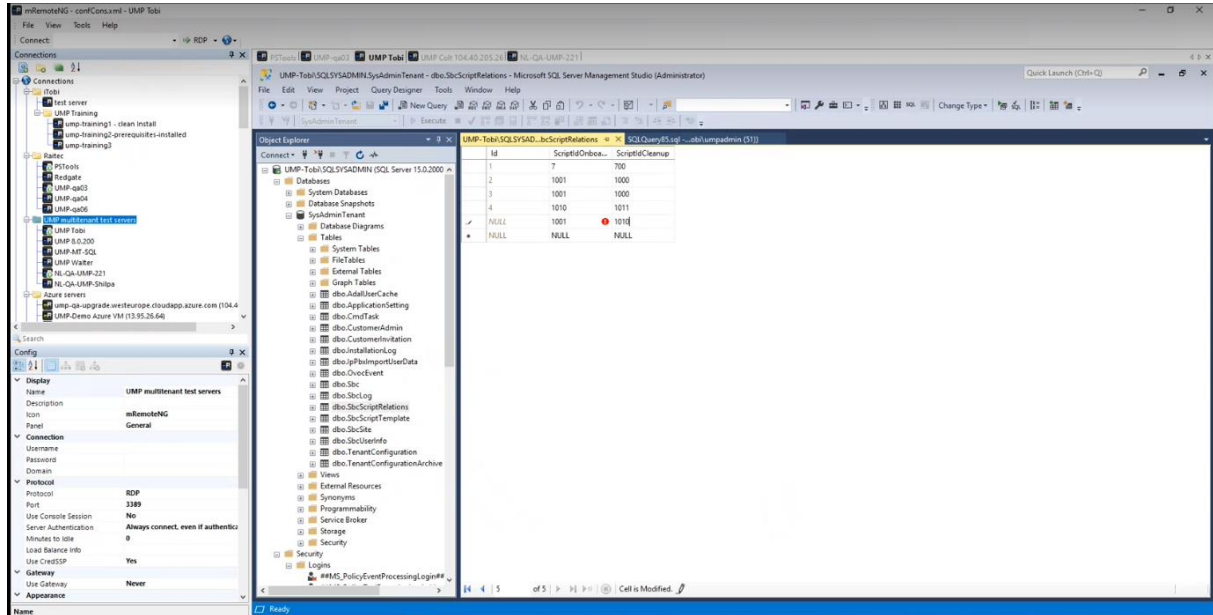 mRemoteNG - confCons.xml - UMP Tobi
File View Tools Help
Connect: RDP
Connections
Connections
iTobi
test server
UMP Training
ump-training1 - clean install
ump-training2-prerequisites-installed
ump-training3
Raitec
PSTools
Redgate
UMP-qa03
UMP-qa04
UMP-qa06
UMP multitenant test servers
UMP Tobi
UMP 8.0.200
UMP-MT-SQL
UMP Walter
NL-QA-UMP-221
NL-QA-UMP-Shilpa
Azure servers
ump-qa-upgrade.westeurope.cloudapp.azure.com (104.4
UMP-Demo Azure VM (13.95.26.64)
Search
Config
Display
Name UMP multitenant test servers
Description
Icon mRemoteNG
Panel General
Connection
Username
Password
Domain
Protocol
Protocol RDP
Port 3389
Use Console Session No
Server Authentication Always connect, even if authentica
Minutes to Idle 0
Load Balance Info
Use CredSSP Yes
Gateway
Use Gateway Never
Appearance
Name
PSTools UMP-qa03 UMP Tobi UMP Colt 104.40.205.26 NL-QA-UMP-221
UMP-Tobi\SQLSYSADMIN.SysAdminTenant - dbo.SbcScriptRelations - Microsoft SQL Server Management Studio (Administrator)
Quick Launch (Ctrl+Q)
File Edit View Project Query Designer Tools Window Help
New Query
Change Type
SysAdminTenant Execute
Object Explorer
Connect
UMP-Tobi\SQLSYSADMIN (SQL Server 15.0.2000
Databases
System Databases
Database Snapshots
SysAdminTenant
Database Diagrams
Tables
System Tables
FileTables
External Tables
Graph Tables
dbo.AdalUserCache
dbo.ApplicationSetting
dbo.CmdTask
dbo.CustomerAdmin
dbo.CustomerInvitation
dbo.InstallationLog
dbo.IpPbxImportUserData
dbo.OvocEvent
dbo.Sbc
dbo.SbcLog
dbo.SbcScriptRelations
dbo.SbcScriptTemplate
dbo.SbcSite
dbo.SbcUserInfo
dbo.TenantConfiguration
dbo.TenantConfigurationArchive
Views
External Resources
Synonyms
Programmability
Service Broker
Storage
Security
Security
Logins
##MS_PolicyEventProcessingLogin##
UMP-Tobi\SQLSYSAD...bcScriptRelations SQLQuery85.sql -...obi\umpadmin (51))
Id ScriptIdOnboa... ScriptIdCleanup
1 7 700
2 1001 1000
3 1001 1000
4 1010 1011
NULL 1001 1010
NULL NULL NULL
5 of 5 Cell is Modified.
Ready